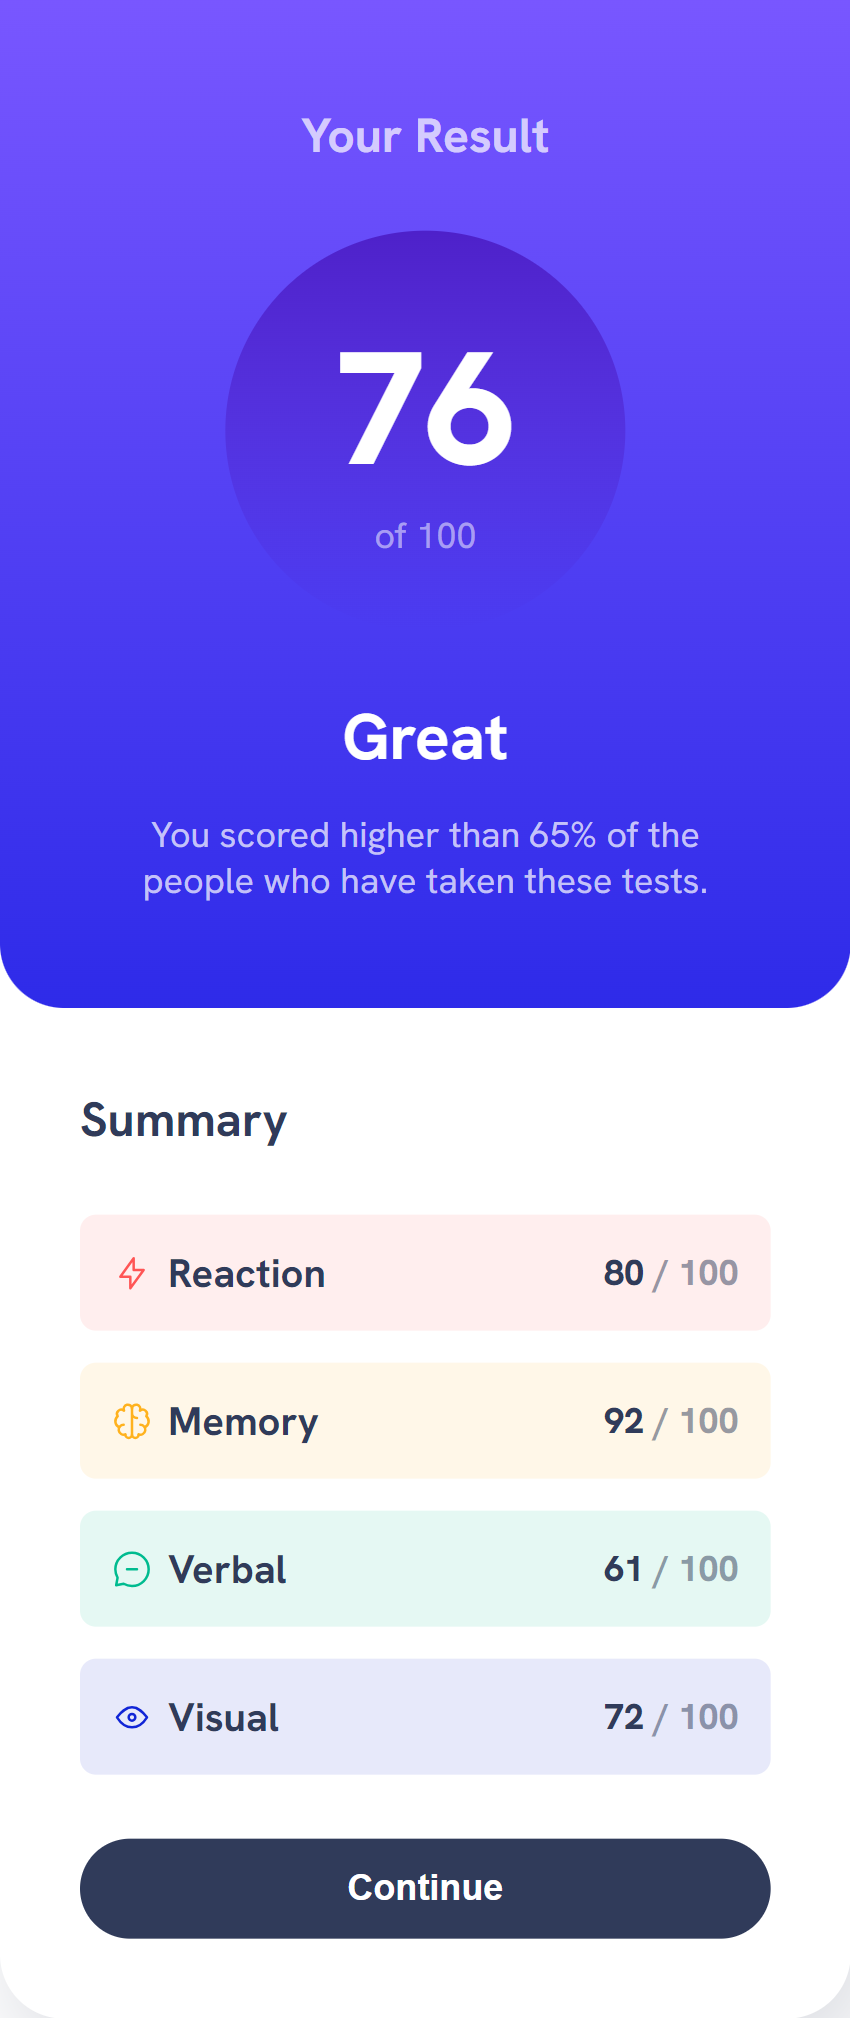 Your Result
76
of 100
Great
You scored higher than 65% of the
people who have taken these tests.
Summary
Reaction 80 / 100
Memory 92 / 100
Verbal 61 / 100
Visual 72 / 100
Continue